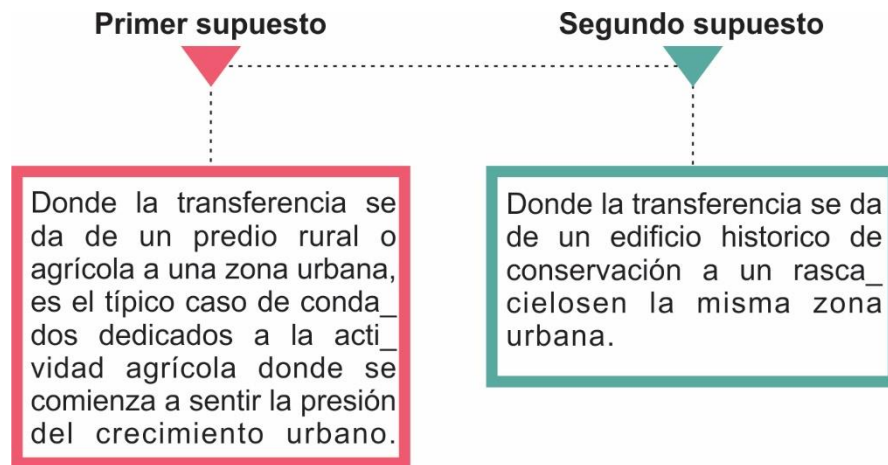 Primer supuesto
Segundo supuesto
Donde la transferencia se
da de un predio rural o
agrícola a una zona urbana,
es el típico caso de conda_
dos dedicados a la acti_
vidad agrícola donde se
comienza a sentir la presión
del crecimiento urbano.
Donde la transferencia se da
de un edificio historico de
conservación a un rasca_
cielosen la misma zona
urbana.